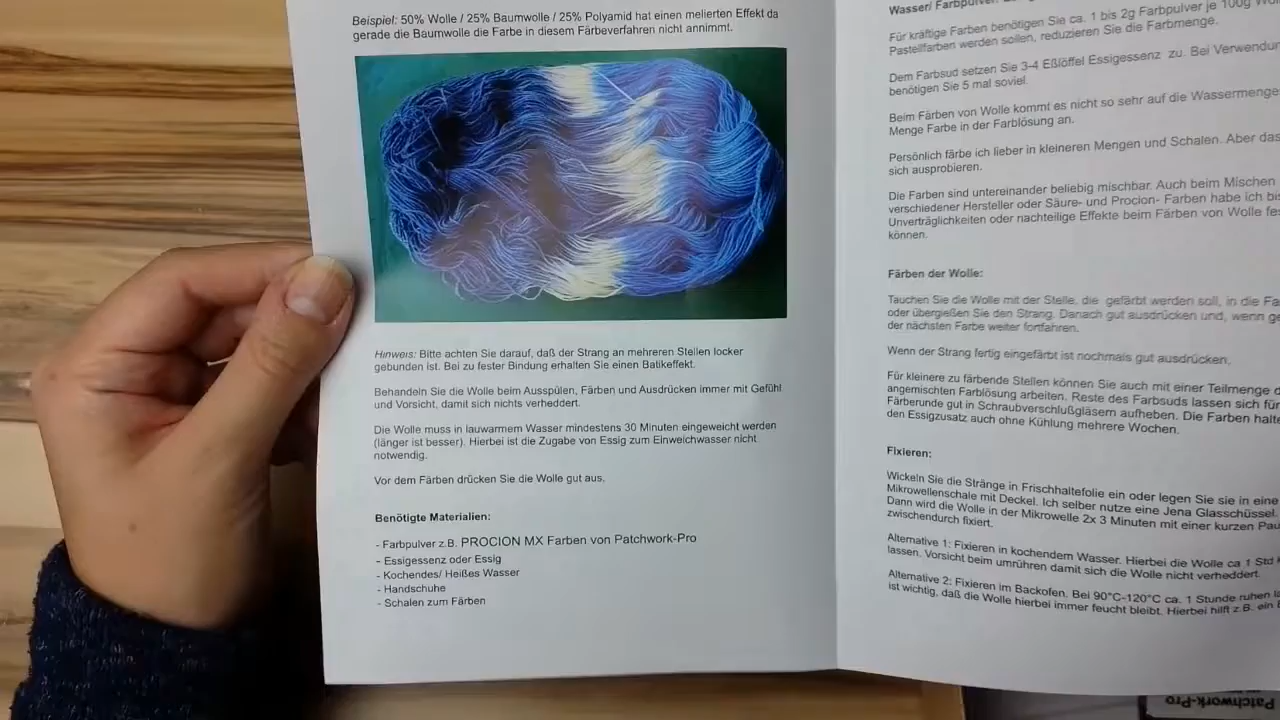 Beispiel: 50% Wolle / 25% Baumwolle / 25% Polyamid hat einen melierten Effekt da
gerade die Baumwolle die Farbe in diesem Färbeverfahren nicht annimmt.
Hinweis: Bitte achten Sie darauf, daß der Strang an mehreren Stellen locker
gebunden ist. Bei zu fester Bindung erhalten Sie einen Batikeffekt.
Behandeln Sie die Wolle beim Ausspülen, Färben und Ausdrücken immer mit Gefühl
und Vorsicht, damit sich nichts verheddert.
Die Wolle muss in lauwarmem Wasser mindestens 30 Minuten eingeweicht werden
(länger ist besser). Hierbei ist die Zugabe von Essig zum Einweichwasser nicht
notwendig.
Vor dem Färben drücken Sie die Wolle gut aus.
Benötigte Materialien:
- Farbpulver z.B. PROCION MX Farben von Patchwork-Pro
- Essigessenz oder Essig
- Kochendes/ Heißes Wasser
- Handschuhe
- Schalen zum Färben
Wasser/ Farbpulver
Für kräftige Farben benötigen Sie ca. 1 bis 2g Farbpulver je 100g
Pastellfarben werden sollen, reduzieren Sie die Farbmenge.
Dem Farbsud setzen Sie 3-4 Eßlöffel Essigessenz zu. Bei
benötigen Sie 5 mal soviel.
Beim Färben von Wolle kommt es nicht so sehr auf die Wassermenge
Menge Farbe in der Farblösung an.
Persönlich färbe ich lieber in kleineren Mengen und Schalen. Aber das
sich ausprobieren.
Die Farben sind untereinander beliebig mischbar. Auch beim Mischen
verschiedener Hersteller oder Säure- und Procion- Farben habe ich
Unverträglichkeiten oder nachteilige Effekte beim Färben von Wolle
können.
Färben der Wolle:
Tauchen Sie die Wolle mit der Stelle, die gefärbt werden soll, in die
oder übergießen Sie den Strang. Danach gut ausdrücken und, wenn
der nächsten Farbe weiter fortfahren.
Wenn der Strang fertig eingefärbt ist nochmals gut ausdrücken.
Für kleinere zu färbende Stellen können Sie auch mit einer Teilmenge
angemischten Farblösung arbeiten. Reste des Farbsuds lassen sich für
Färberunde gut in Schraubverschlußgläsern aufheben. Die Farben
den Essigzusatz auch ohne Kühlung mehrere Wochen.
Fixieren:
Wickeln Sie die Stränge in Frischhaltefolie ein oder legen Sie sie in eine
Mikrowellenschale mit Deckel. Ich selber nutze eine Jena Glasschüssel.
Dann wird die Wolle in der Mikrowelle 2x 3 Minuten mit einer kurzen
zwischendurch fixiert.
Alternative 1: Fixieren in kochendem Wasser. Hierbei die Wolle ca 1 Std
lassen. Vorsicht beim umrühren damit sich die Wolle nicht verheddert.
Alternative 2: Fixieren im Backofen. Bei 90°C-120°C ca. 1 Stunde ruhen
ist wichtig, daß die Wolle hierbei immer feucht bleibt. Hierbei hilft z.B. ein
Patchwork-Pro